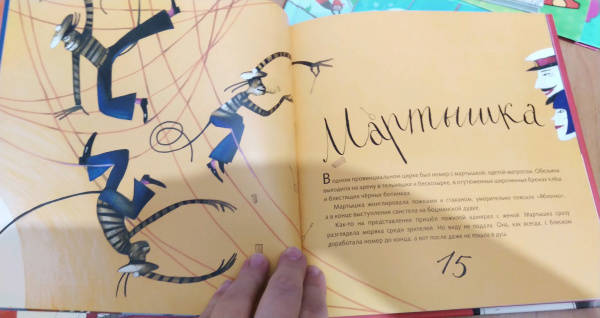 Мартышка
В одном провинциальном цирке был номер с мартышкой, одетой матросом. Обезьяна
выходила на арену в тельняшке и бескозырке, в отутюженных широченных брюках клёш
и блестящих чёрных ботинках.
Мартышка жонглировала ложками и стаканом, уморительно плясала «Яблочко»,
а в конце выступления свистела на боцманской дудке.
Как-то на представление пришёл пожилой адмирал с женой. Мартышка сразу
разглядела моряка среди зрителей. Но виду не подала. Она, как всегда, с блеском
доработала номер до конца, а вот после даже не пошла в душ.
15